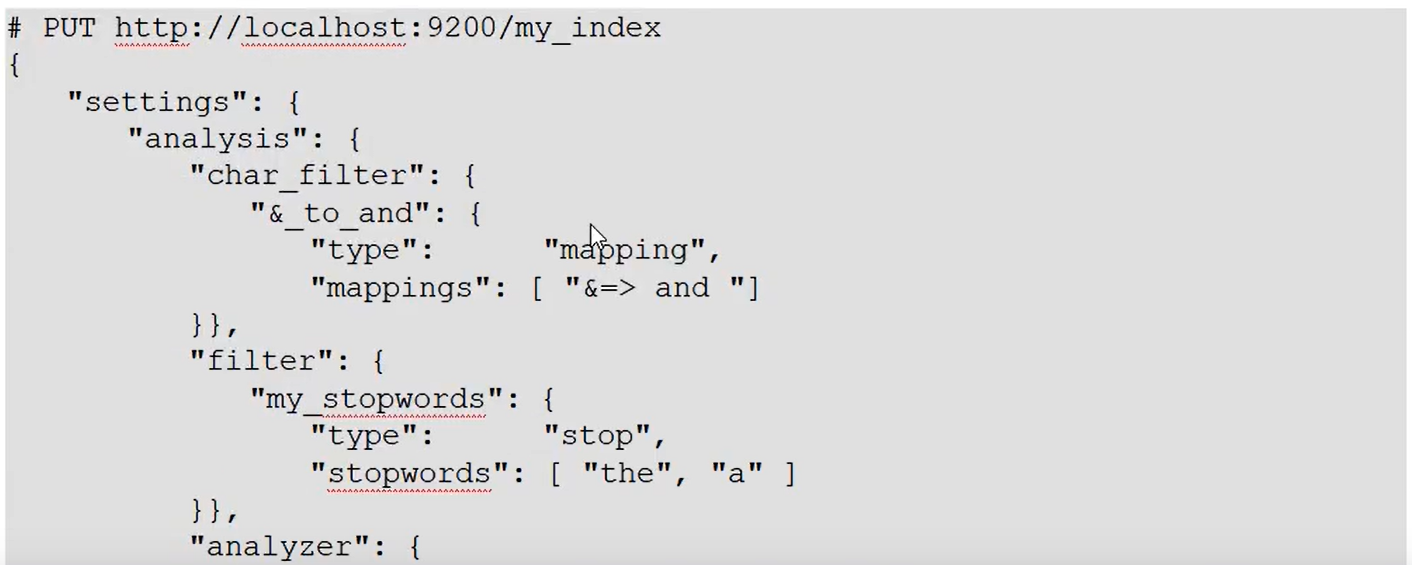 # PUT http://localhost:9200/my_index
{
    "settings": {
        "analysis": {
            "char_filter": {
                "&_to_and": {
                    "type":       "mapping",
                    "mappings": [ "&=> and "]
            }},
            "filter": {
                "my_stopwords": {
                    "type":       "stop",
                    "stopwords": [ "the", "a" ]
            }},
            "analyzer": {